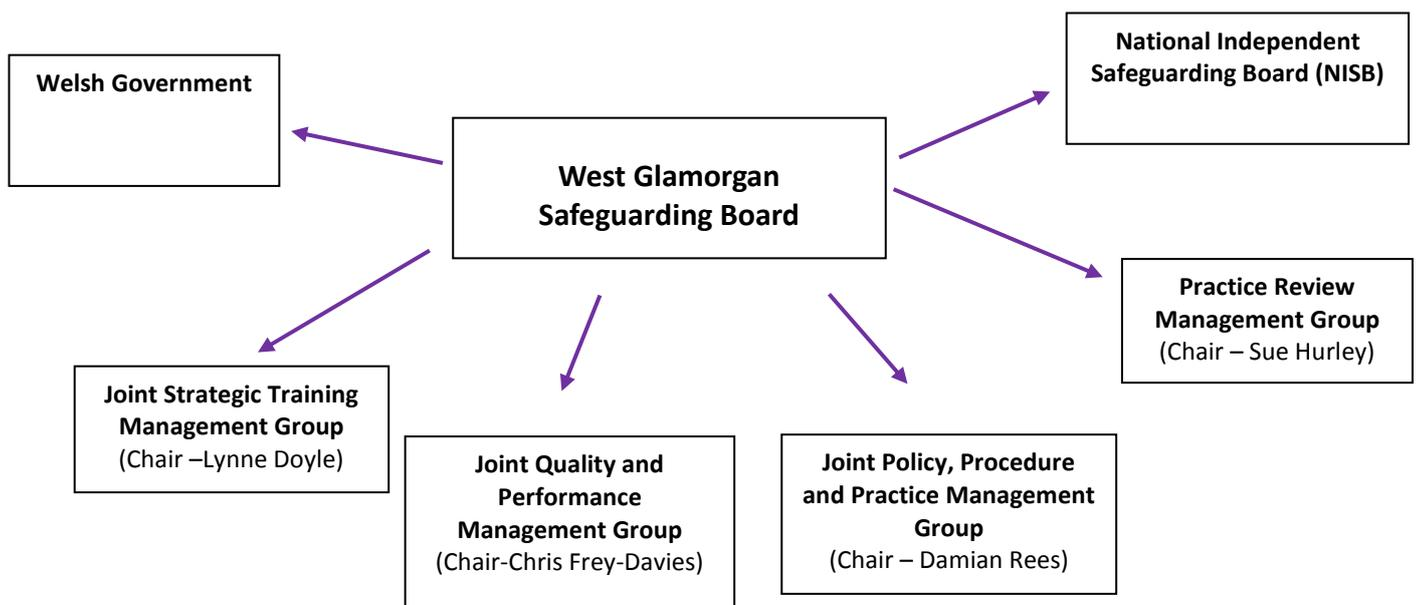 Welsh Government
National Independent
Safeguarding Board (NISB)
West Glamorgan
Safeguarding Board
Practice Review
Management Group
(Chair – Sue Hurley)
Joint Strategic Training
Management Group
(Chair –Lynne Doyle)
Joint Quality and
Performance
Management Group
(Chair-Chris Frey-Davies)
Joint Policy, Procedure
and Practice Management
Group
(Chair – Damian Rees)